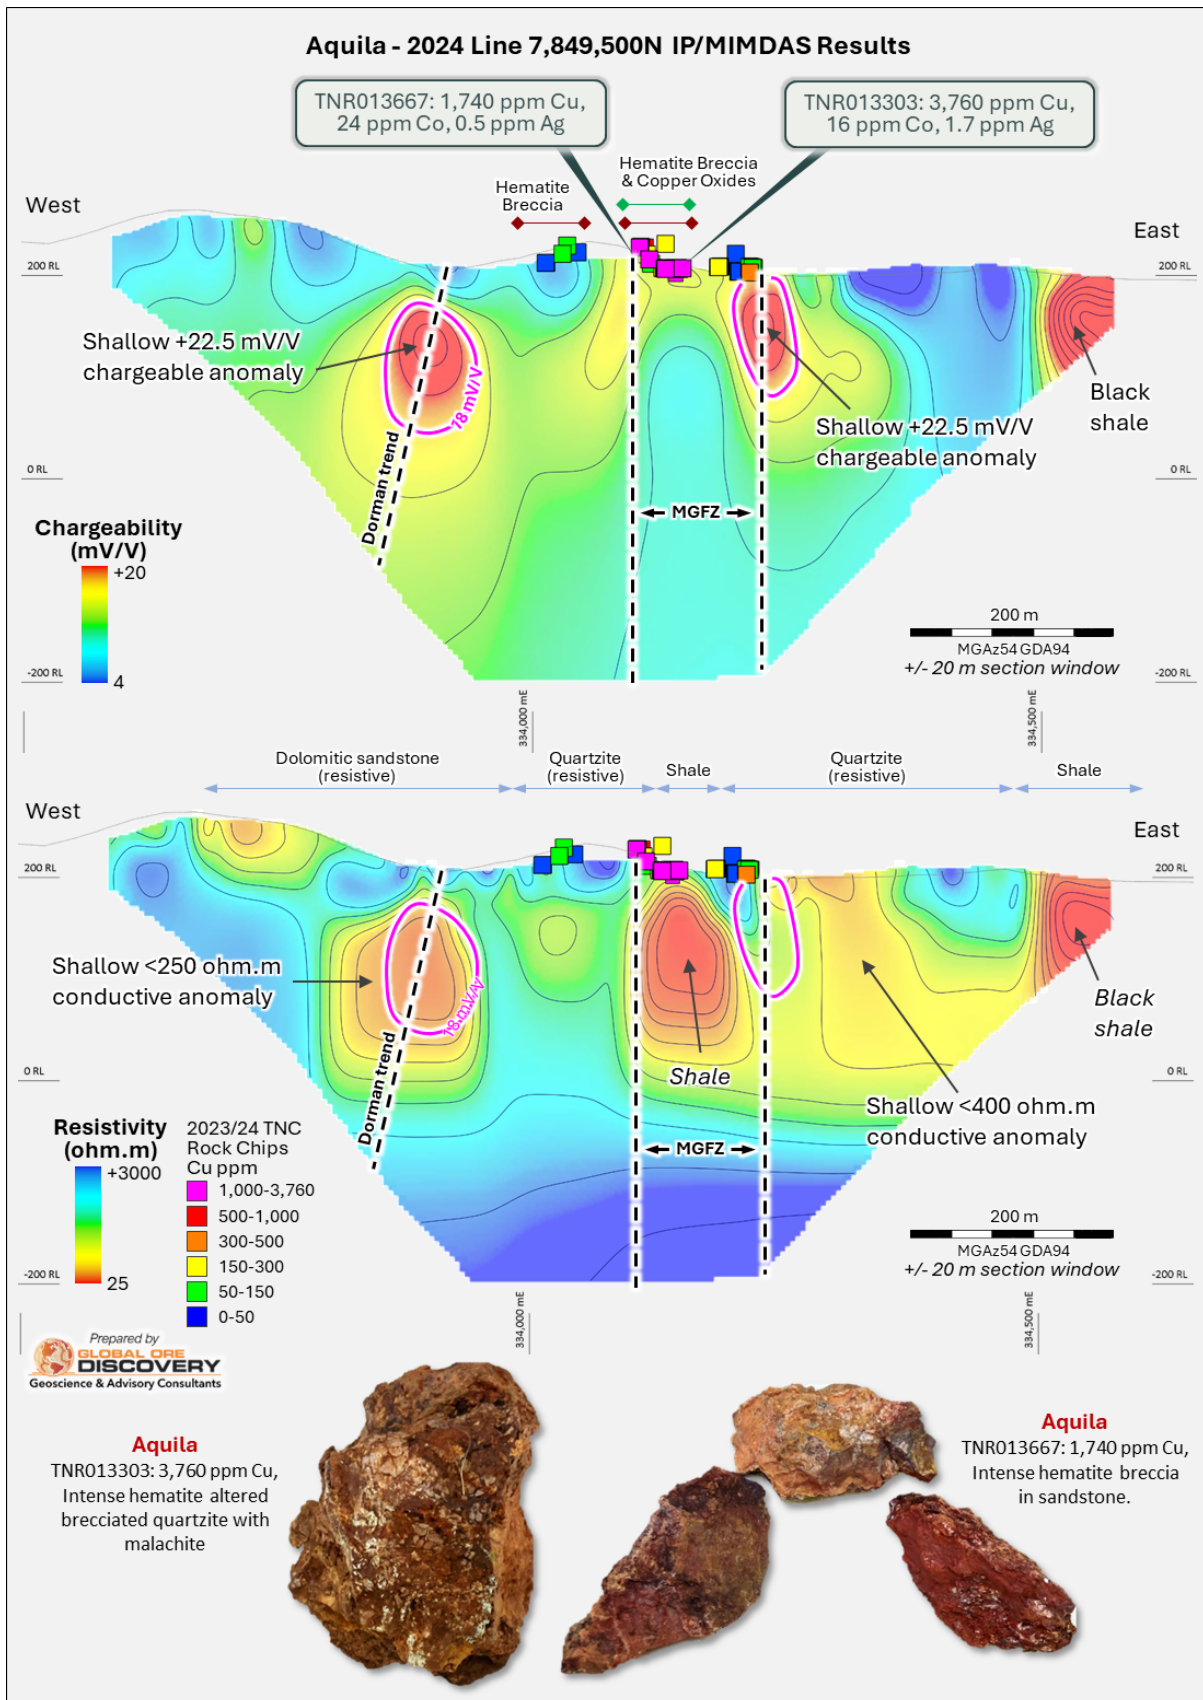 Aquila - 2024 Line 7,849,500N IP/MIMDAS Results
TNR013667: 1,740 ppm Cu,
24 ppm Co, 0.5 ppm Ag
TNR013303: 3,760 ppm Cu,
16 ppm Co, 1.7 ppm Ag
Hematite Breccia
& Copper Oxides
Hematite
Breccia
West
East
200 RL
200 RL
Shallow +22.5 mV/V
chargeable anomaly
18 mV/V
Black
shale
Shallow +22.5 mV/V
chargeable anomaly
0 RL
0 RL
Dorman trend
MGFZ
Chargeability
(mV/V)
+20
4
200 m
MGAz54 GDA94
+/- 20 m section window
-200 RL
-200 RL
334,000 mE
334,500 mE
Dolomitic sandstone
(resistive)
Quartzite
(resistive)
Shale
Quartzite
(resistive)
Shale
West
East
200 RL
200 RL
Shallow <250 ohm.m
conductive anomaly
18 mV/V
Black
shale
Shale
0 RL
0 RL
Dorman trend
Shallow <400 ohm.m
conductive anomaly
MGFZ
Resistivity
(ohm.m)
+3000
25
2023/24 TNC
Rock Chips
Cu ppm
1,000-3,760
500-1,000
300-500
150-300
50-150
0-50
200 m
MGAz54 GDA94
+/- 20 m section window
-200 RL
-200 RL
334,000 mE
334,500 mE
Prepared by
GLOBAL ORE
DISCOVERY
Geoscience & Advisory Consultants
Aquila
TNR013303: 3,760 ppm Cu,
Intense hematite altered
brecciated quartzite with
malachite
Aquila
TNR013667: 1,740 ppm Cu,
Intense hematite breccia
in sandstone.